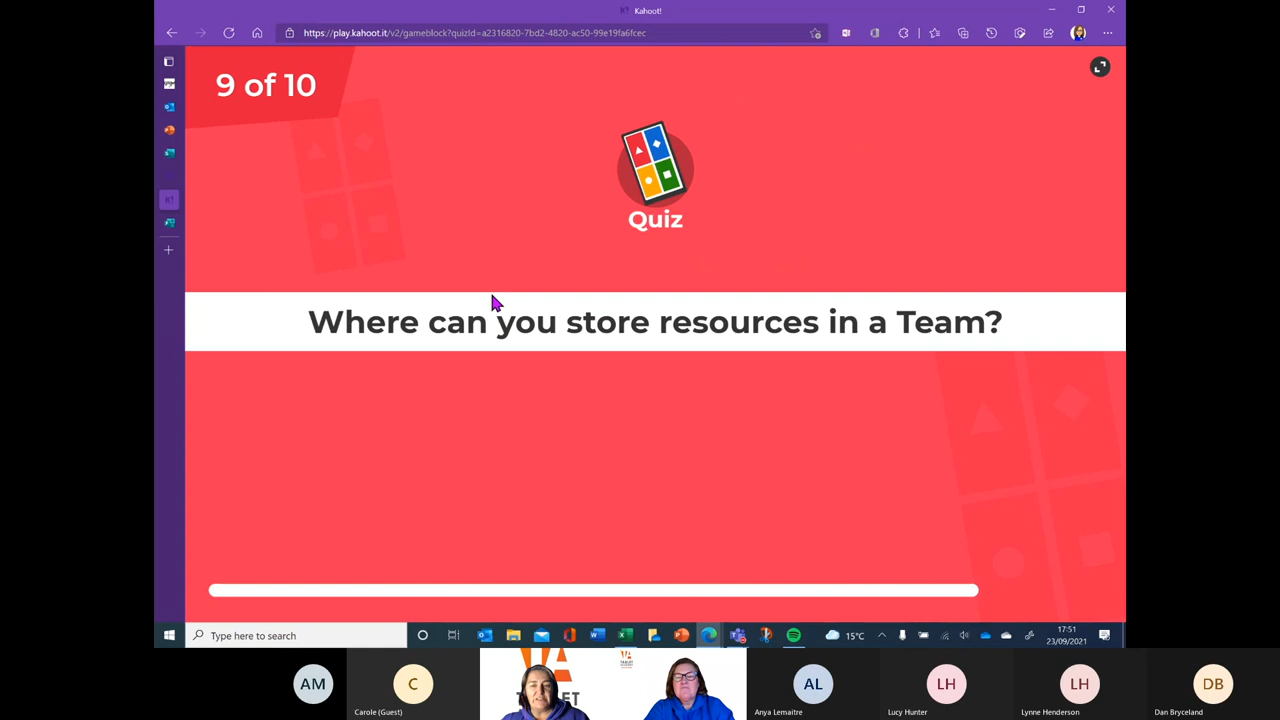 Kahoot!
https://play.kahoot.it/v2/gameblock?quizId=a2316820-7bd2-4820-ac50-99e19fa6fcec
9 of 10
Quiz
Where can you store resources in a Team?
K!
Type here to search
15°C
17:51
23/09/2021
AM
C
Carole (Guest)
TABLET
TABLET
AL
Anya Lemaitre
LH
Lucy Hunter
LH
Lynne Henderson
DB
Dan Bryceland